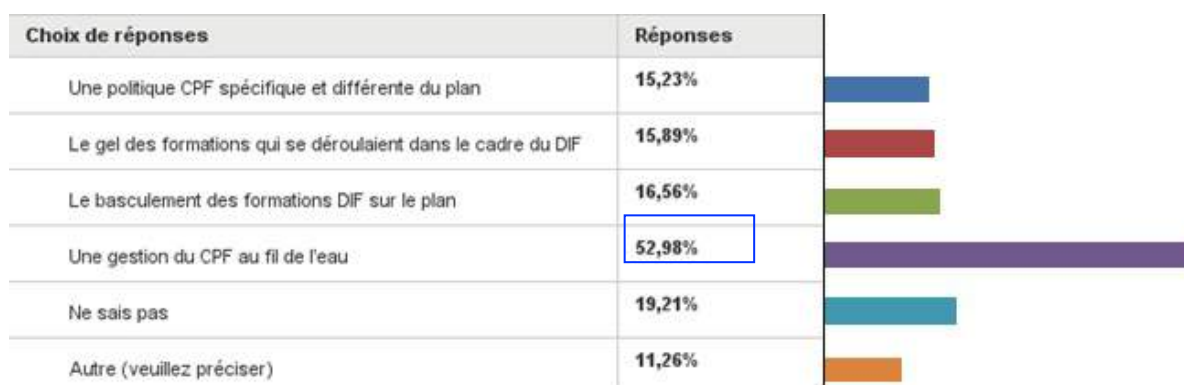 Choix de réponses Réponses
Une politique CPF spécifique et différente du plan 15,23%
Le gel des formations qui se déroulaient dans le cadre du DIF 15,89%
Le basculement des formations DIF sur le plan 16,56%
Une gestion du CPF au fil de l'eau 52,98%
Ne sais pas 19,21%
Autre (veuillez préciser) 11,26%